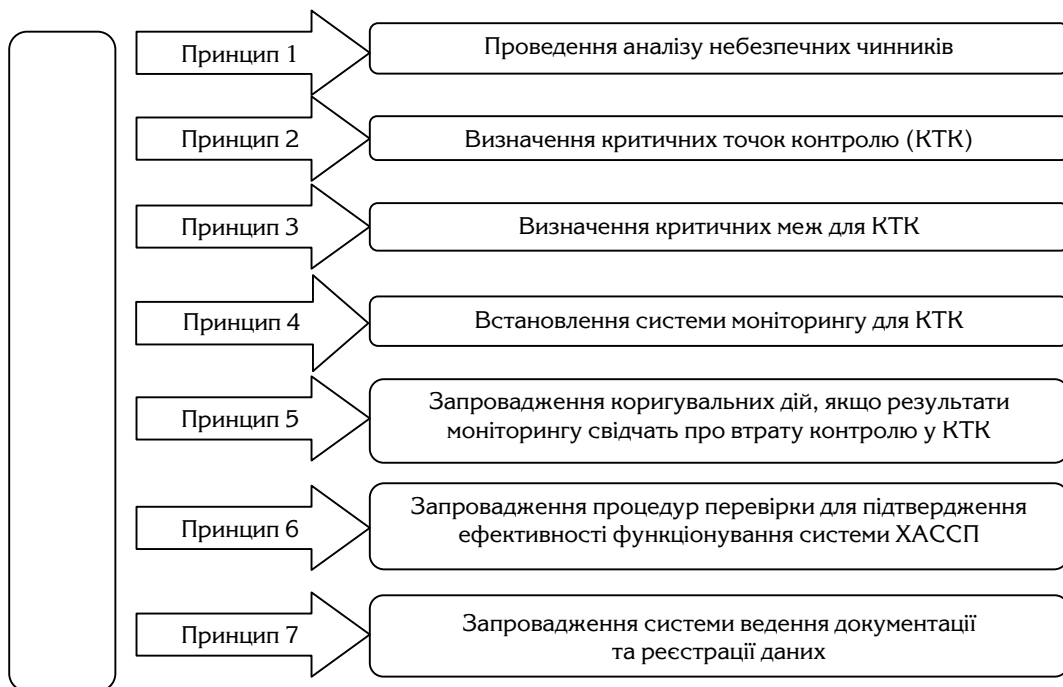 Принцип 1
Проведення аналізу небезпечних чинників
Принцип 2
Визначення критичних точок контролю (КТК)
Принцип 3
Визначення критичних меж для КТК
Принцип 4
Встановлення системи моніторингу для КТК
Принцип 5
Запровадження коригувальних дій, якщо результати
моніторингу свідчать про втрату контролю у КТК
Принцип 6
Запровадження процедур перевірки для підтвердження
ефективності функціонування системи ХАССП
Принцип 7
Запровадження системи ведення документації
та реєстрації даних